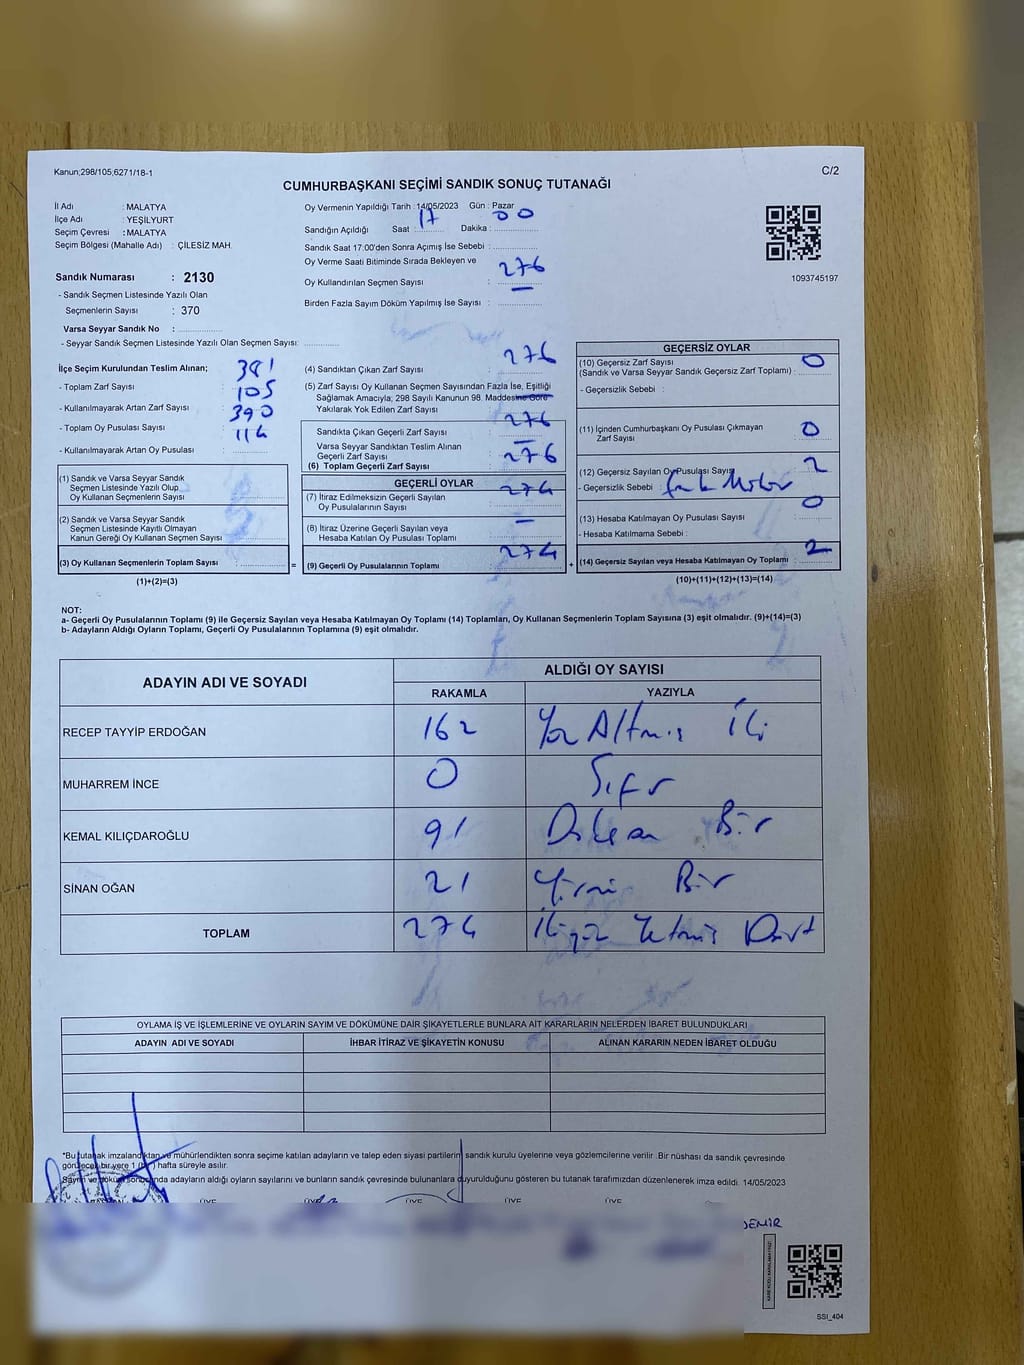 Kanun;298/105,6271/18-1
C/2
CUMHURBAŞKANI SEÇİMİ SANDIK SONUÇ TUTANAĞI
İl Adı : MALATYA
İlçe Adı : YEŞİLYURT
Seçim Çevresi : MALATYA
Seçim Bölgesi (Mahalle Adı) : ÇİLESİZ MAH.
Sandık Numarası : 2130
- Sandık Seçmen Listesinde Yazılı Olan
Seçmenlerin Sayısı : 370
Varsa Seyyar Sandık No :
- Seyyar Sandık Seçmen Listesinde Yazılı Olan Seçmen Sayısı:
Oy Vermenin Yapıldığı Tarih : 14/05/2023 Gün : Pazar
Sandığın Açıldığı Saat : 17 Dakika : 00
Sandık Saat 17:00'den Sonra Açımış İse Sebebi :
Oy Verme Saati Bitiminde Sırada Bekleyen ve
Oy Kullandırılan Seçmen Sayısı : 276
Birden Fazla Sayım Döküm Yapılmış İse Sayısı : —
1093745197
İlçe Seçim Kurulundan Teslim Alınan;
- Toplam Zarf Sayısı : 381
- Kullanılmayarak Artan Zarf Sayısı : 105
- Toplam Oy Pusulası Sayısı : 390
- Kullanılmayarak Artan Oy Pusulası : 114
(1) Sandık ve Varsa Seyyar Sandık
Seçmen Listesinde Yazılı Olup
Oy Kullanan Seçmenlerin Sayısı
(2) Sandık ve Varsa Seyyar Sandık
Seçmen Listesinde Kayıtlı Olmayan
Kanun Gereği Oy Kullanan Seçmen Sayısı
(3) Oy Kullanan Seçmenlerin Toplam Sayısı :
(1)+(2)=(3)
(4) Sandıktan Çıkan Zarf Sayısı : 276
(5) Zarf Sayısı Oy Kullanan Seçmen Sayısından Fazla İse, Eşitliği
Sağlamak Amacıyla; 298 Sayılı Kanunun 98. Maddesine Göre
Yakılarak Yok Edilen Zarf Sayısı —
Sandıkta Çıkan Geçerli Zarf Sayısı : 276
Varsa Seyyar Sandıktan Teslim Alınan
Geçerli Zarf Sayısı : —
(6) Toplam Geçerli Zarf Sayısı : 276
GEÇERLİ OYLAR
(7) İtiraz Edilmeksizin Geçerli Sayılan
Oy Pusulalarının Sayısı : 274
(8) İtiraz Üzerine Geçerli Sayılan veya
Hesaba Katılan Oy Pusulası Toplamı : —
= (9) Geçerli Oy Pusulalarının Toplamı : 274 +
GEÇERSİZ OYLAR
(10) Geçersiz Zarf Sayısı
(Sandık ve Varsa Seyyar Sandık Geçersiz Zarf Toplamı) : 0
- Geçersizlik Sebebi :
(11) İçinden Cumhurbaşkanı Oy Pusulası Çıkmayan
Zarf Sayısı : 0
(12) Geçersiz Sayılan Oy Pusulası Sayısı : 2
- Geçersizlik Sebebi :
(13) Hesaba Katılmayan Oy Pusulası Sayısı : 0
- Hesaba Katılmama Sebebi :
(14) Geçersiz Sayılan veya Hesaba Katılmayan Oy Toplamı : 2
(10)+(11)+(12)+(13)=(14)
NOT:
a- Geçerli Oy Pusulalarının Toplamı (9) ile Geçersiz Sayılan veya Hesaba Katılmayan Oy Toplamı (14) Toplamları, Oy Kullanan Seçmenlerin Toplam Sayısına (3) eşit olmalıdır. (9)+(14)=(3)
b- Adayların Aldığı Oyların Toplamı, Geçerli Oy Pusulalarının Toplamına (9) eşit olmalıdır.
ADAYIN ADI VE SOYADI
ALDIĞI OY SAYISI
RAKAMLA YAZIYLA
RECEP TAYYİP ERDOĞAN 162 Yüz Altmış İki
MUHARREM İNCE 0 Sıfır
KEMAL KILIÇDAROĞLU 91 Doksan Bir
SİNAN OĞAN 21 Yirmi Bir
TOPLAM 274 İkiyüz Yetmiş Dört
OYLAMA İŞ VE İŞLEMLERİNE VE OYLARIN SAYIM VE DÖKÜMÜNE DAİR ŞİKAYETLERLE BUNLARA AİT KARARLARIN NELERDEN İBARET BULUNDUKLARI
ADAYIN ADI VE SOYADI İHBAR İTİRAZ VE ŞİKAYETİN KONUSU ALINAN KARARIN NEDEN İBARET OLDUĞU
*Bu tutanak imzalandıktan ve mühürlendikten sonra seçime katılan adayların ve talep eden siyasi partilerin sandık kurulu üyelerine veya gözlemcilerine verilir. Bir nüshası da sandık çevresinde
görülecek bir yere 1 (bir) hafta süreyle asılır.
Sayım ve döküm sonucunda adayların aldığı oyların sayılarını ve bunların sandık çevresinde bulunanlara duyurulduğunu gösteren bu tutanak tarafımızdan düzenlenerek imza edildi. 14/05/2023
ÜYE ÜYE ÜYE ÜYE ÜYE
DEMİR
SSI_404